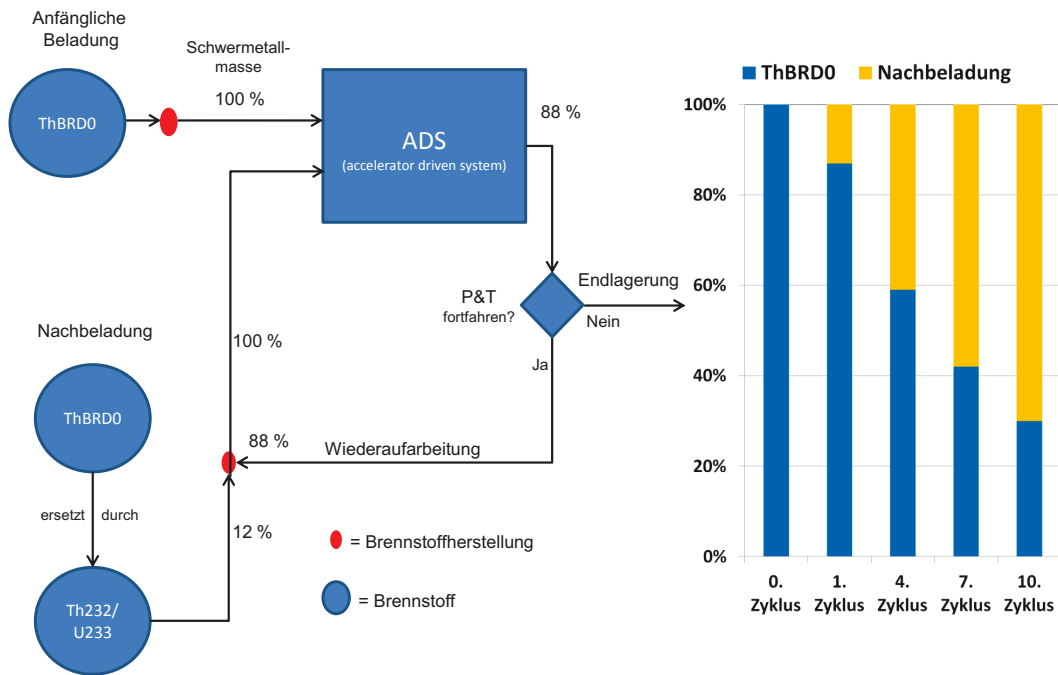 Anfängliche
Beladung
ThBRD0
Schwermetall-
masse
100 %
ADS
(accelerator driven system)
88 %
P&T
fortfahren?
Endlagerung
Nein
Ja
Nachbeladung
ThBRD0
ersetzt
durch
Th232/
U233
100 %
88 %
Wiederaufarbeitung
12 %
= Brennstoffherstellung
= Brennstoff
ThBRD0
Nachbeladung
100%
80%
60%
40%
20%
0%
0.
Zyklus
1.
Zyklus
4.
Zyklus
7.
Zyklus
10.
Zyklus